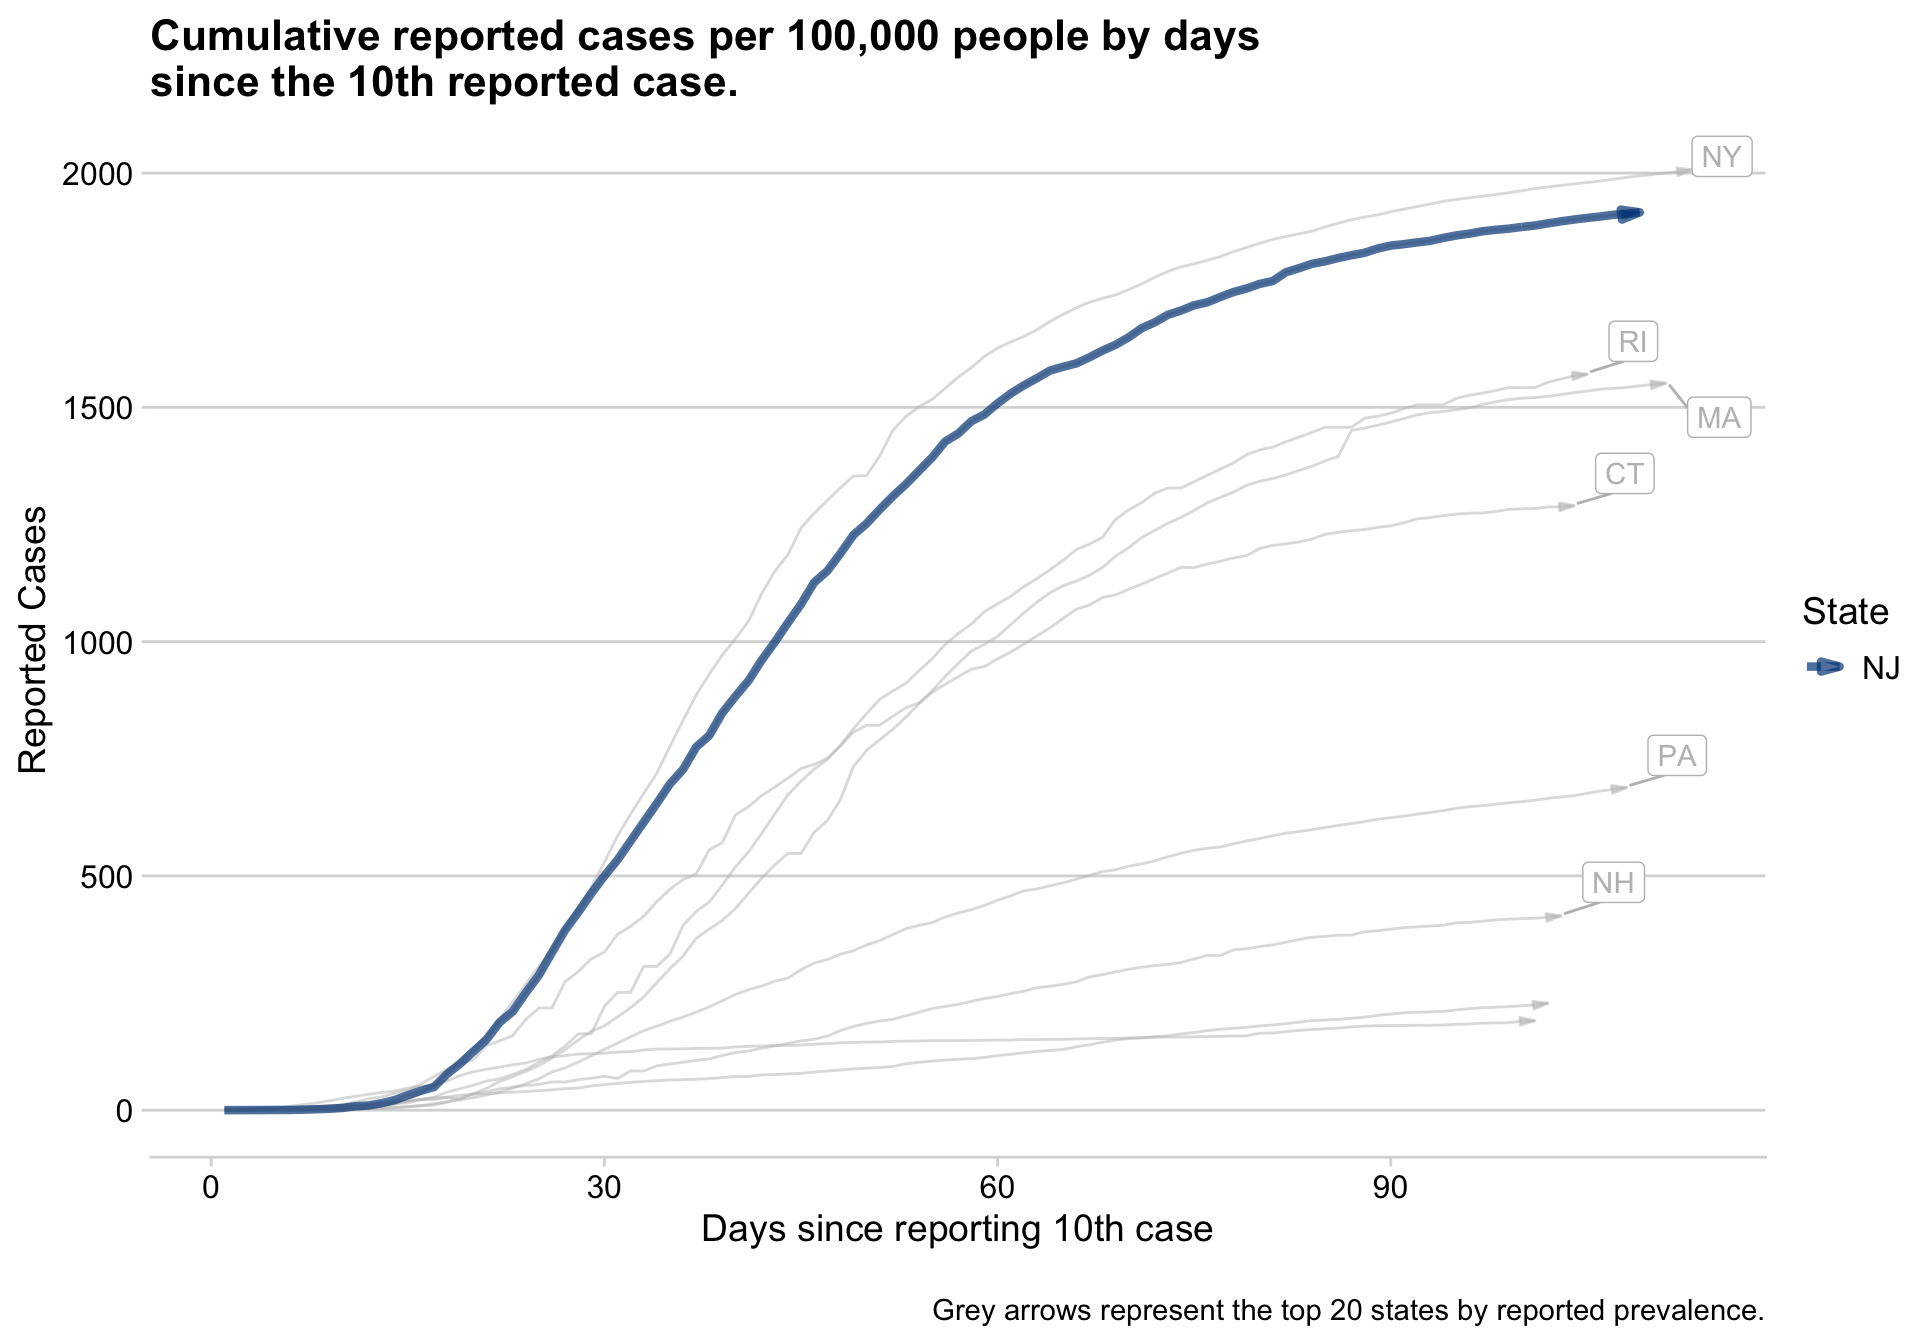 Cumulative reported cases per 100,000 people by days
since the 10th reported case.
2000
1500
1000
500
0
Reported Cases
NY
RI
MA
CT
PA
NH
State
NJ
0
30
60
90
Days since reporting 10th case
Grey arrows represent the top 20 states by reported prevalence.